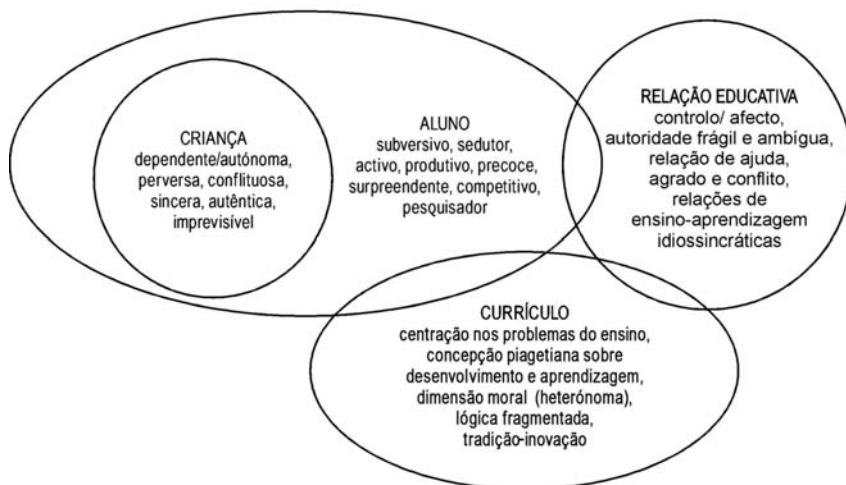 CRIANÇA
dependente/autónoma,
perversa, conflituosa,
sincera, autêntica,
imprevisível
ALUNO
subversivo, sedutor,
activo, produtivo, precoce,
surpreendente, competitivo,
pesquisador
RELAÇÃO EDUCATIVA
controlo/ afecto,
autoridade frágil e ambígua,
relação de ajuda,
agrado e conflito,
relações de
ensino-aprendizagem
idiossincráticas
CURRÍCULO
centração nos problemas do ensino,
concepção piagetiana sobre
desenvolvimento e aprendizagem,
dimensão moral (heterónoma),
lógica fragmentada,
tradição-inovação